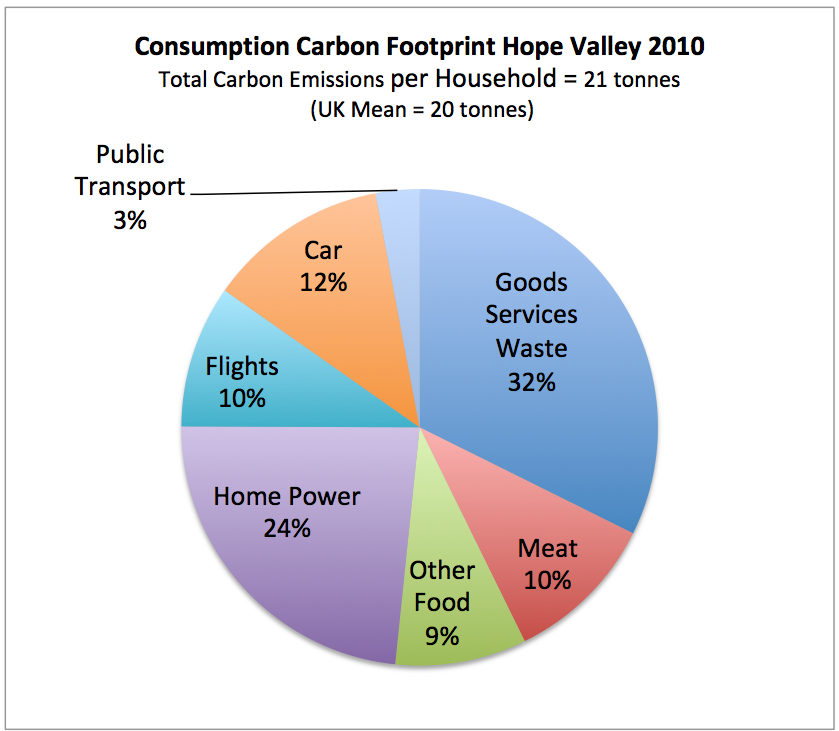 Consumption Carbon Footprint Hope Valley 2010
Total Carbon Emissions per Household = 21 tonnes
(UK Mean = 20 tonnes)
Public
Transport
3%
Car
12%
Goods
Services
Waste
32%
Flights
10%
Home Power
24%
Meat
10%
Other
Food
9%